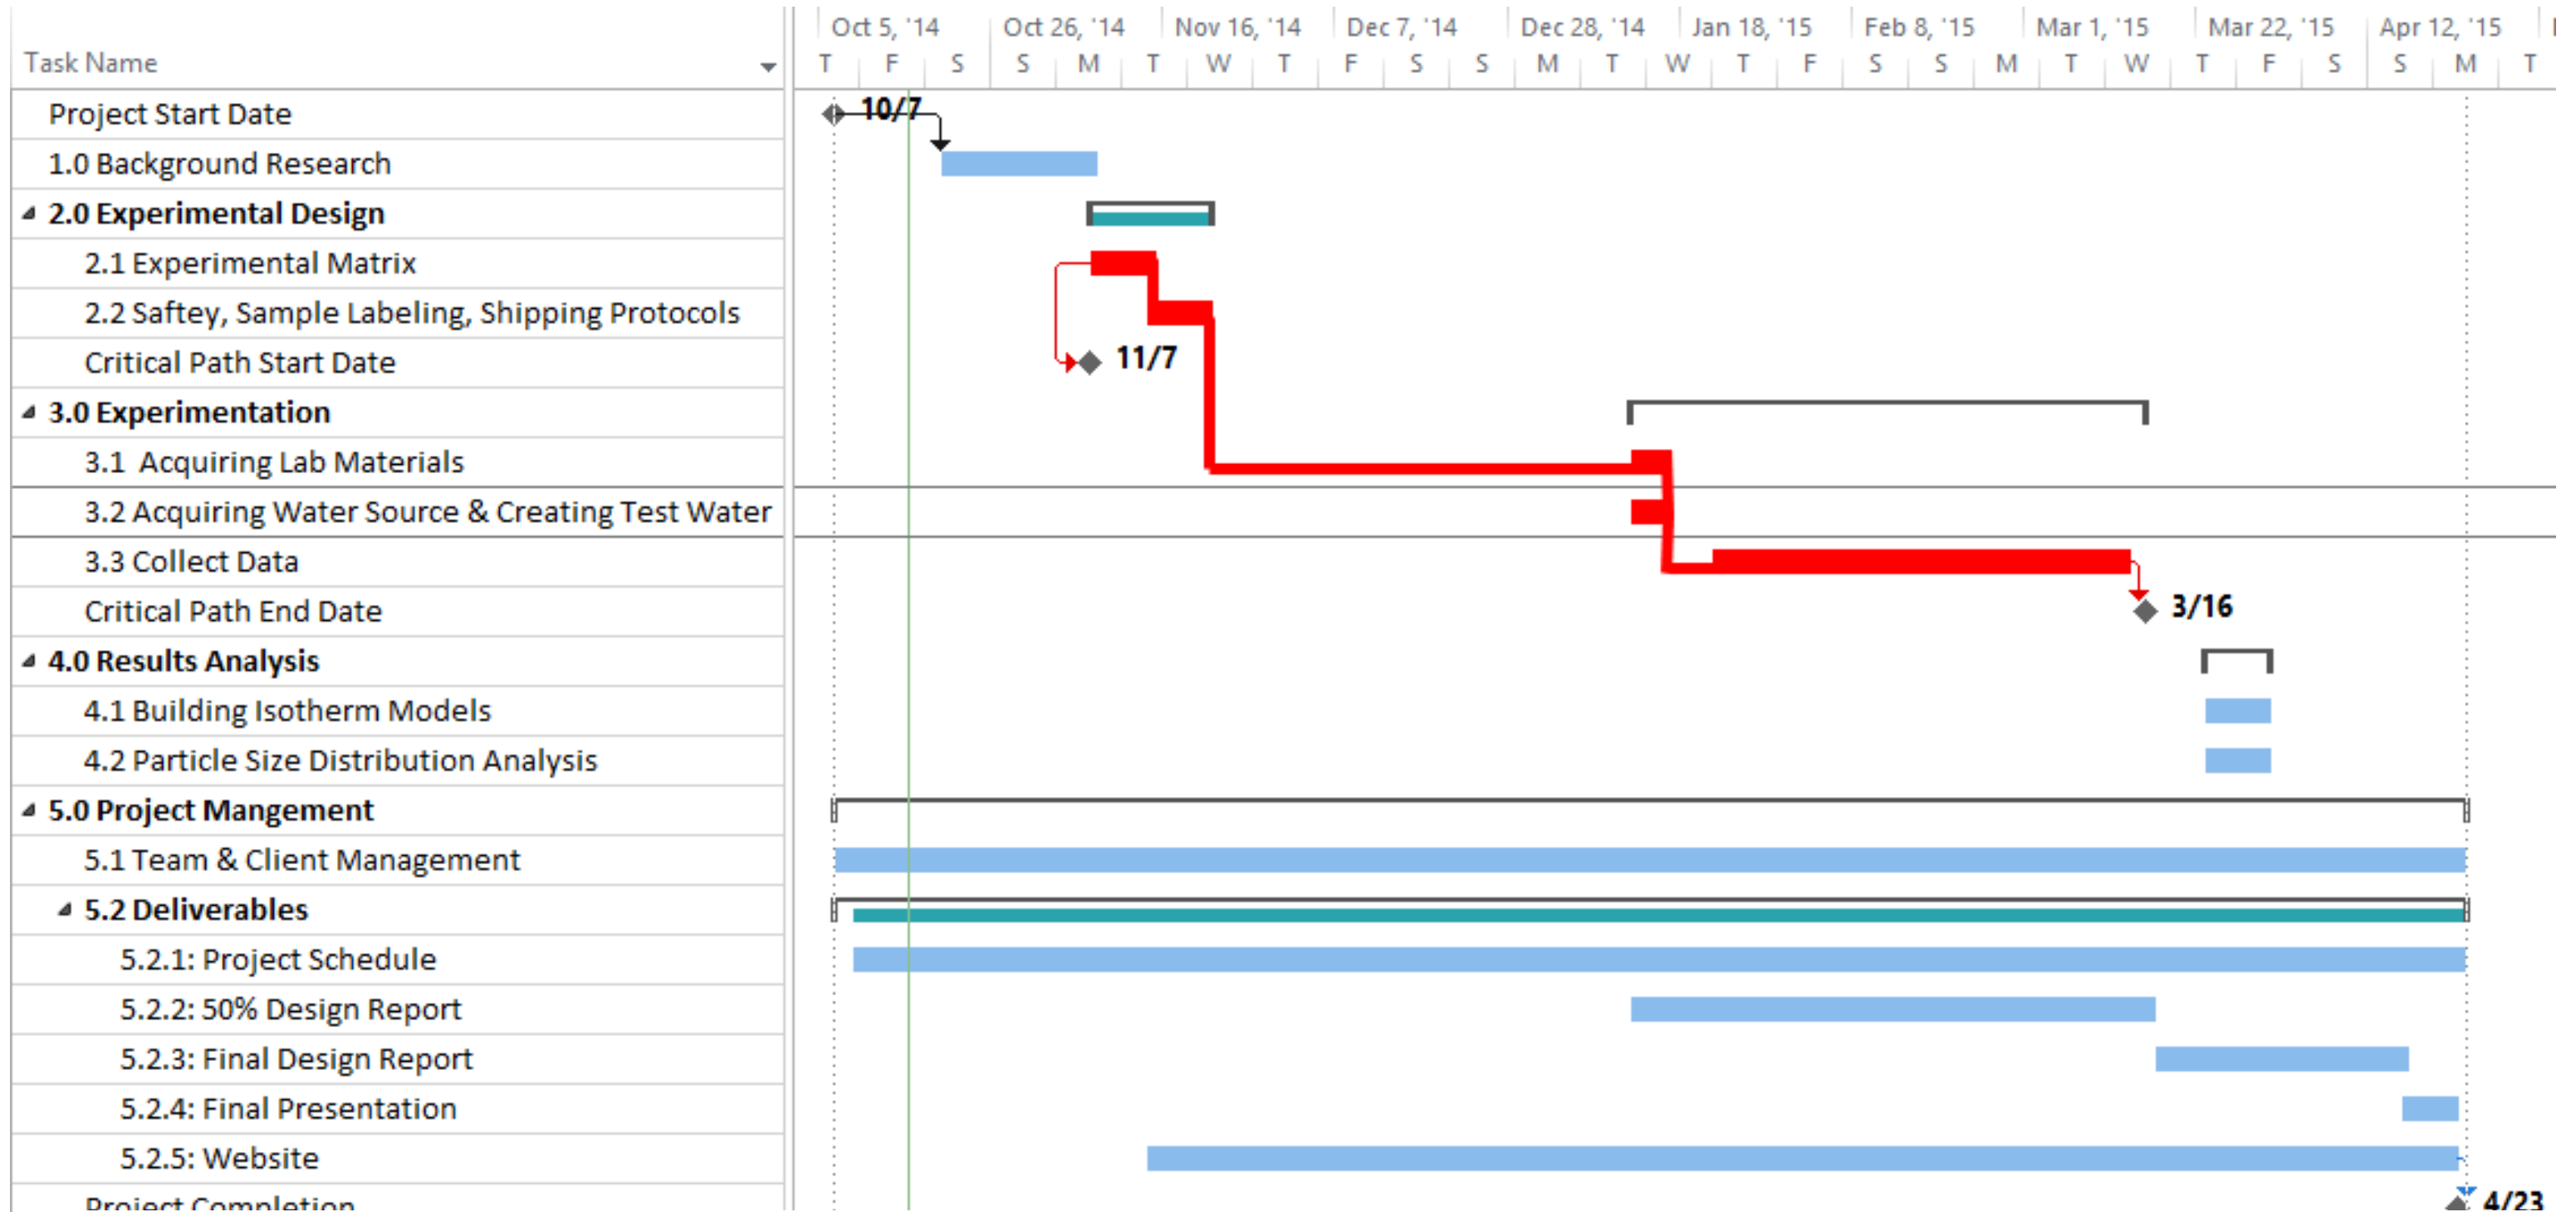 Oct 5, '14 Oct 26, '14 Nov 16, '14 Dec 7, '14 Dec 28, '14 Jan 18, '15 Feb 8, '15 Mar 1, '15 Mar 22, '15 Apr 12, '15
Task Name T F S S M T W T F S S M T W T F S S M T W T F S S M T
Project Start Date 10/7
1.0 Background Research
2.0 Experimental Design
2.1 Experimental Matrix
2.2 Saftey, Sample Labeling, Shipping Protocols
Critical Path Start Date 11/7
3.0 Experimentation
3.1 Acquiring Lab Materials
3.2 Acquiring Water Source & Creating Test Water
3.3 Collect Data
Critical Path End Date 3/16
4.0 Results Analysis
4.1 Building Isotherm Models
4.2 Particle Size Distribution Analysis
5.0 Project Mangement
5.1 Team & Client Management
5.2 Deliverables
5.2.1: Project Schedule
5.2.2: 50% Design Report
5.2.3: Final Design Report
5.2.4: Final Presentation
5.2.5: Website
Project Completion 4/23